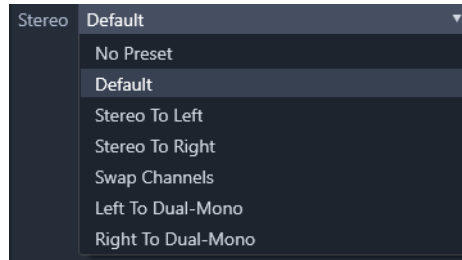 Stereo Default
No Preset
Default
Stereo To Left
Stereo To Right
Swap Channels
Left To Dual-Mono
Right To Dual-Mono